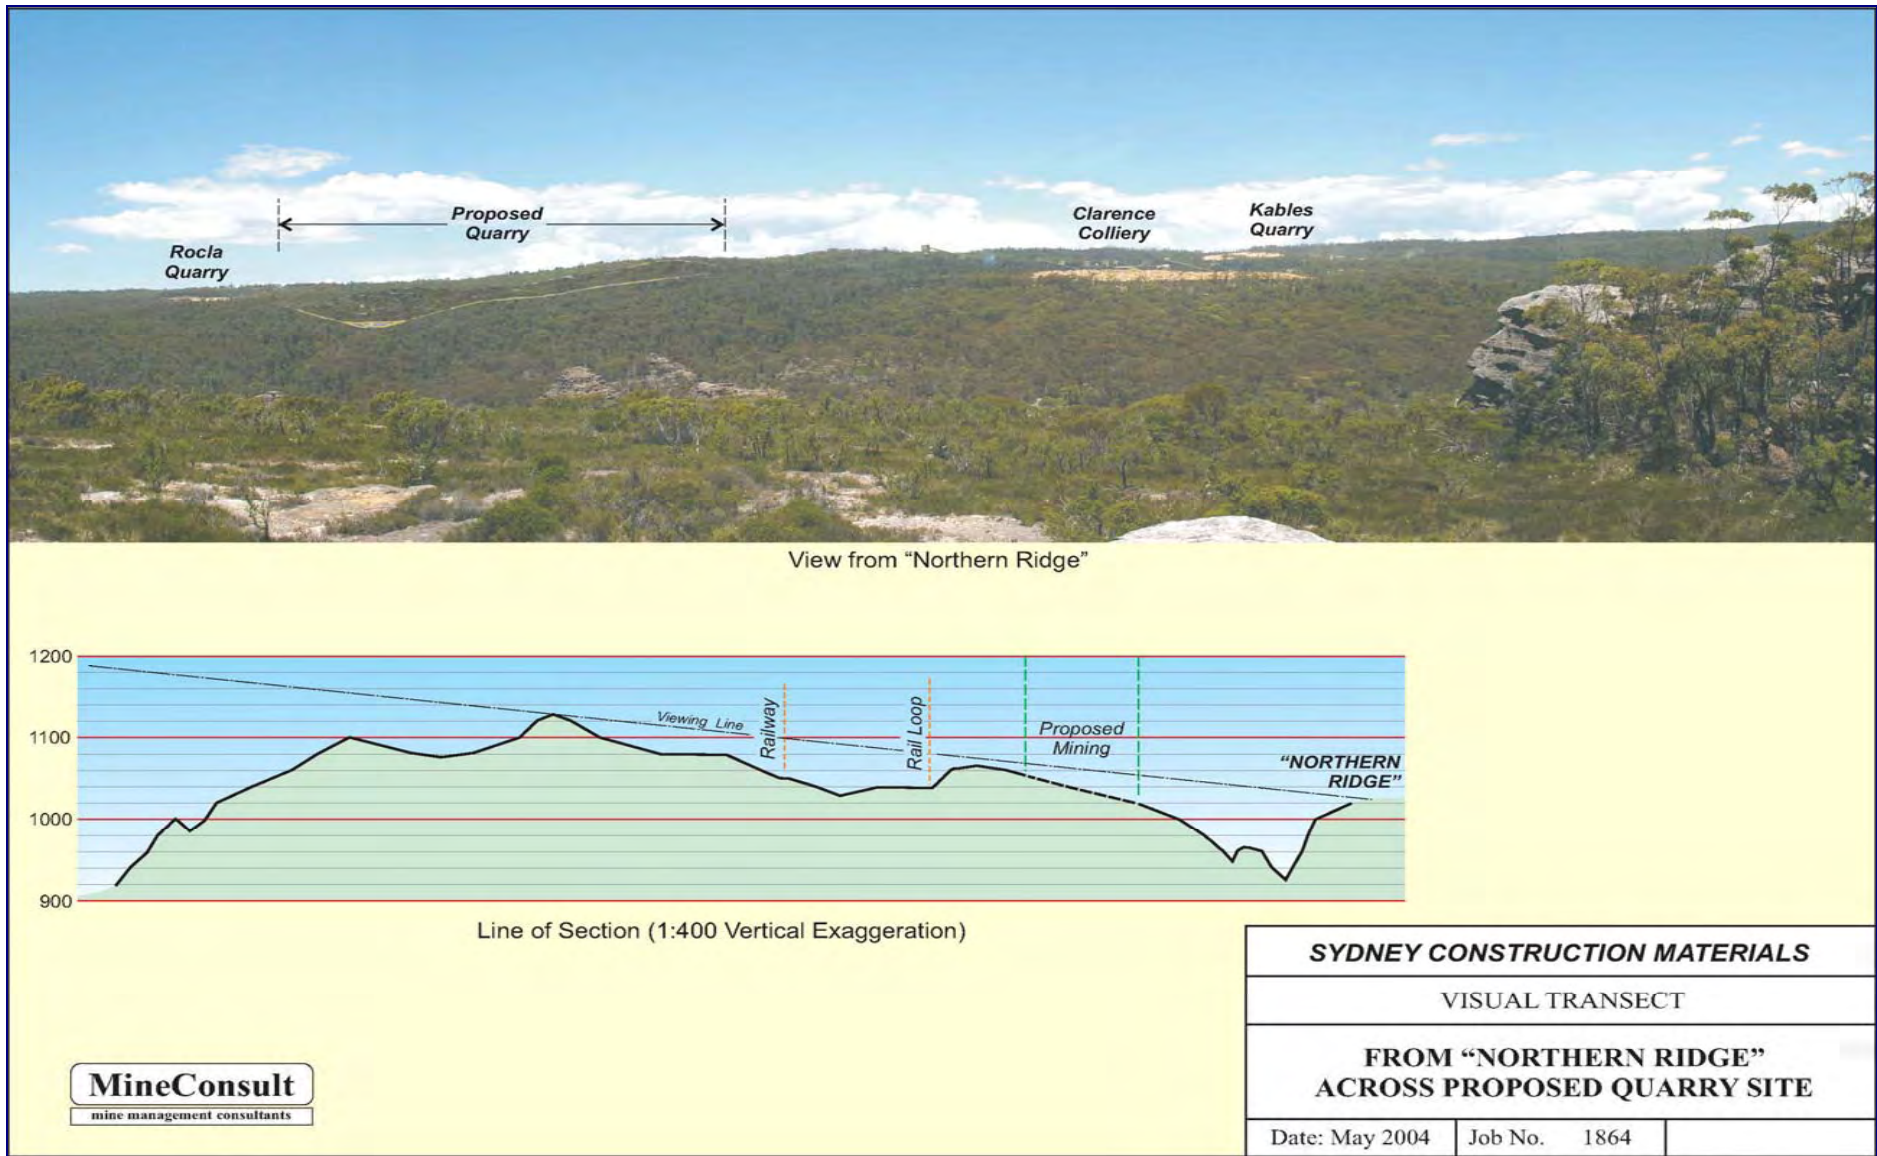 Proposed
Quarry
Rocla
Quarry
Clarence
Colliery
Kables
Quarry
View from “Northern Ridge”
1200
1100
1000
900
Viewing Line
Railway
Rail Loop
Proposed
Mining
“NORTHERN
RIDGE”
Line of Section (1:400 Vertical Exaggeration)
MineConsult
mine management consultants
SYDNEY CONSTRUCTION MATERIALS
VISUAL TRANSECT
FROM “NORTHERN RIDGE”
ACROSS PROPOSED QUARRY SITE
Date: May 2004
Job No. 1864